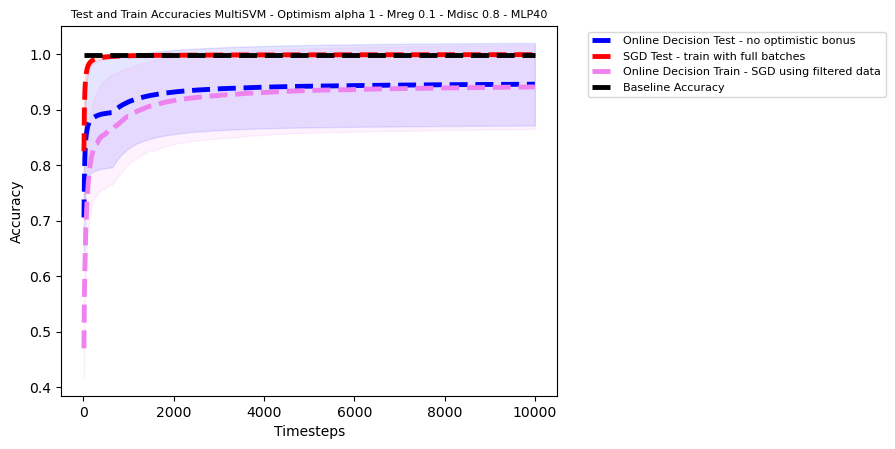 Test and Train Accuracies MultiSVM - Optimism alpha 1 - Mreg 0.1 - Mdisc 0.8 - MLP40
Online Decision Test - no optimistic bonus
SGD Test - train with full batches
Online Decision Train - SGD using filtered data
Baseline Accuracy
Accuracy
1.0
0.9
0.8
0.7
0.6
0.5
0.4
0 2000 4000 6000 8000 10000
Timesteps